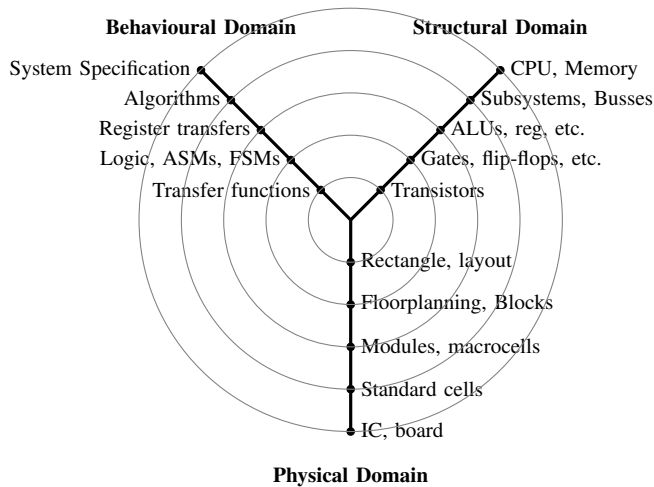 Behavioural Domain
Structural Domain
System Specification
CPU, Memory
Algorithms
Subsystems, Busses
Register transfers
ALUs, reg, etc.
Logic, ASMs, FSMs
Gates, flip-flops, etc.
Transfer functions
Transistors
Rectangle, layout
Floorplanning, Blocks
Modules, macrocells
Standard cells
IC, board
Physical Domain